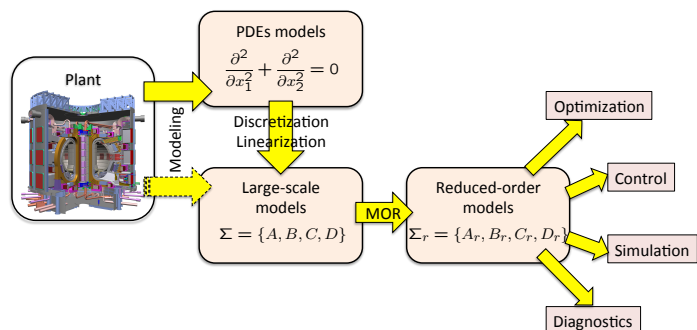 PDEs models
∂²/∂x₁² + ∂²/∂x₂² = 0
Plant
Modeling
Discretization
Linearization
Large-scale
models
Σ = {A, B, C, D}
MOR
Reduced-order
models
Σᵣ = {Aᵣ, Bᵣ, Cᵣ, Dᵣ}
Optimization
Control
Simulation
Diagnostics